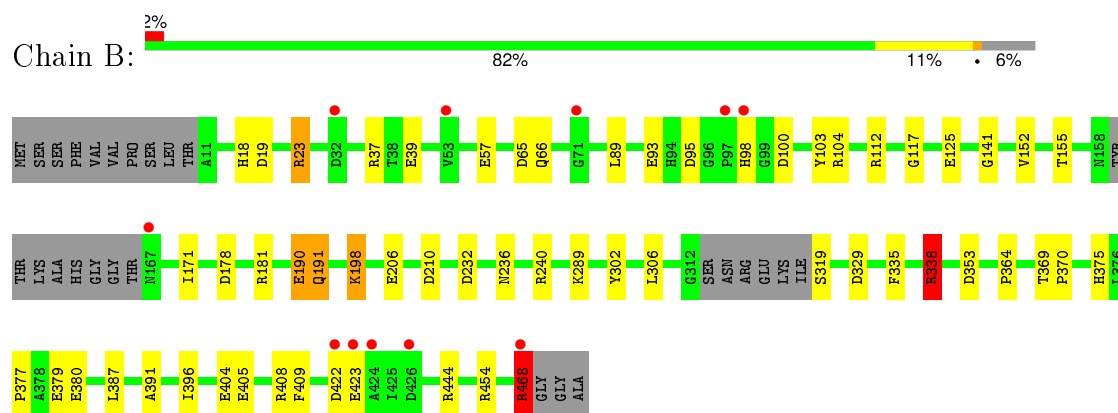 2%
Chain B:
82% 11% • 6%
MET SER SER PHE VAL VAL PRO SER LEU THR A11 H18 D19 R23 D32 R37 T38 E39 V53 E57 D65 Q66 G71 L89 E93 H94 D95 G96 P97 H98 G99 D100 Y103 R104 R112 G117 E125 G141 V152 T155 N158 TYR
THR LYS ALA HIS GLY GLY THR N167 I171 D178 R181 E190 Q191 K198 E206 D210 D232 N236 R240 K289 Y302 L306 G312 SER ASN ARG GLU LYS ILE S319 D329 F335 R338 D353 P364 T369 P370 H375 L376
P377 A378 E379 E380 L387 A391 I396 E404 E405 R408 F409 D422 E423 A424 I425 D426 R444 R454 R468 GLY GLY ALA